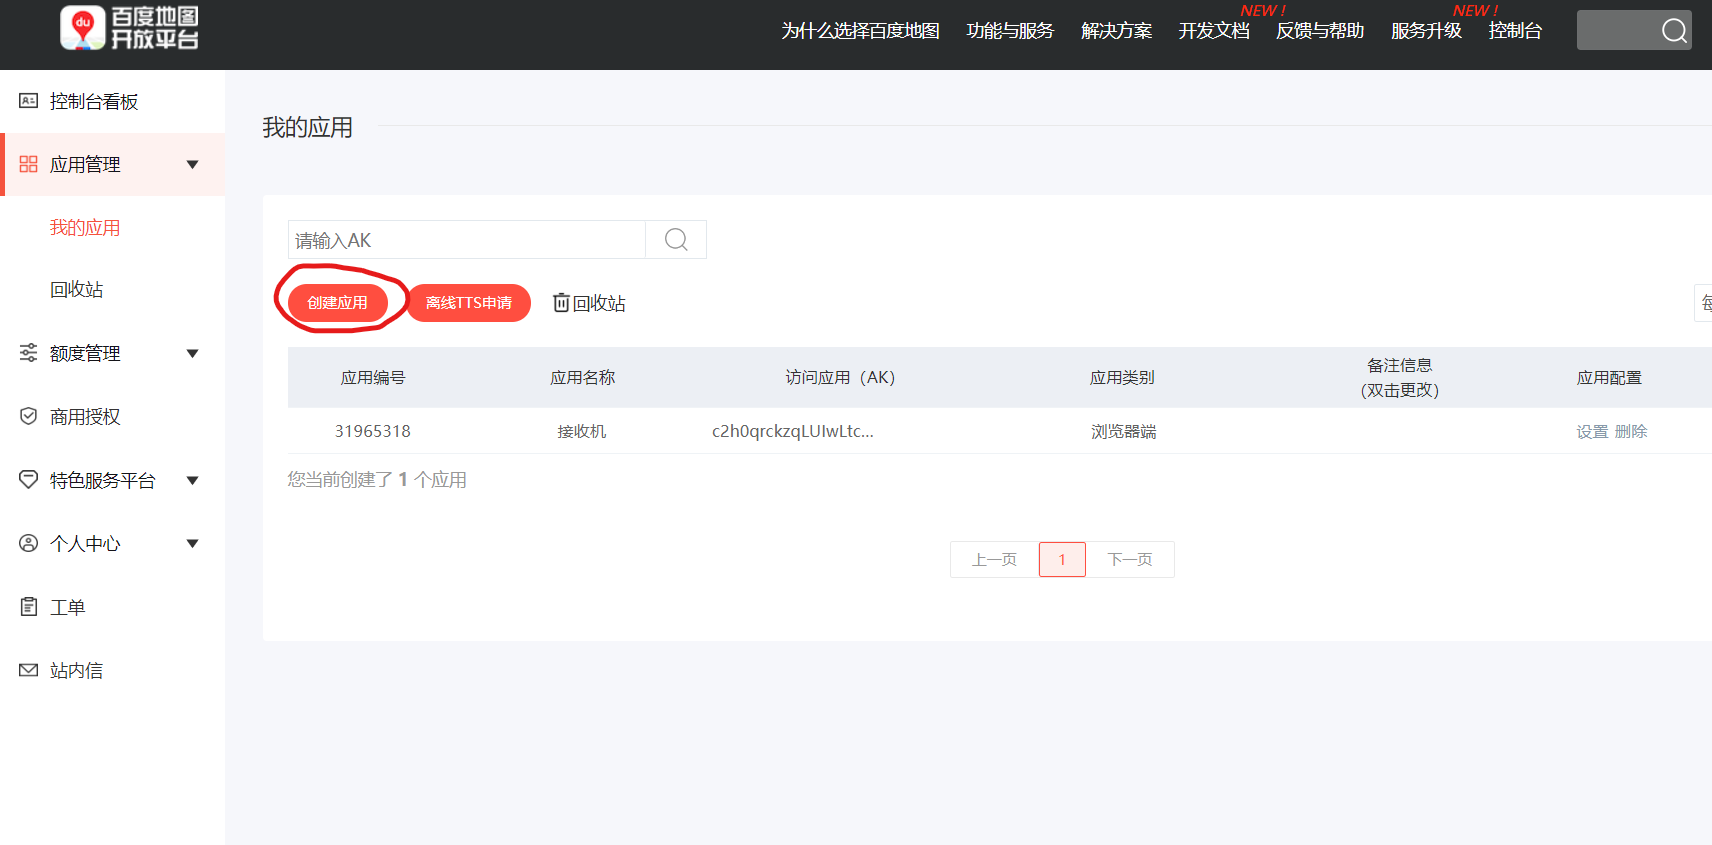 百度地图
开放平台
为什么选择百度地图
功能与服务
解决方案
开发文档
NEW !
反馈与帮助
服务升级
NEW !
控制台
控制台看板
应用管理
我的应用
回收站
额度管理
商用授权
特色服务平台
个人中心
工单
站内信
我的应用
请输入AK
创建应用
离线TTS申请
回收站
应用编号
应用名称
访问应用（AK）
应用类别
备注信息
（双击更改）
应用配置
31965318
接收机
c2h0qrckzqLUIwLtc...
浏览器端
设置 删除
您当前创建了 1 个应用
上一页
1
下一页